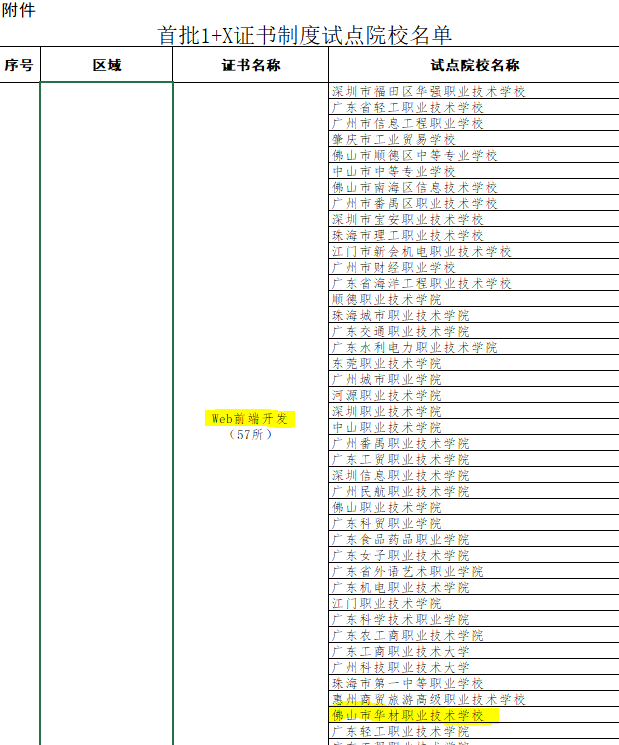 附件
首批1+X证书制度试点院校名单
序号 区域 证书名称 试点院校名称
深圳市福田区华强职业技术学校
广东省轻工职业技术学校
广州市信息工程职业学校
肇庆市工业贸易学校
佛山市顺德区中等专业学校
中山市中等专业学校
佛山市南海区信息技术学校
广州市番禺区职业技术学校
深圳市宝安职业技术学校
珠海市理工职业技术学校
江门市新会机电职业技术学校
广州市财经职业学校
广东省海洋工程职业技术学校
顺德职业技术学院
珠海城市职业技术学院
广东交通职业技术学院
广东水利电力职业技术学院
东莞职业技术学院
广州城市职业学院
河源职业技术学院
深圳职业技术学院
Web前端开发
（57所）
中山职业技术学院
广州番禺职业技术学院
广东工贸职业技术学院
深圳信息职业技术学院
广州民航职业技术学院
佛山职业技术学院
广东科贸职业学院
广东食品药品职业学院
广东女子职业技术学院
广东省外语艺术职业学院
广东机电职业技术学院
江门职业技术学院
广东科学技术职业学院
广东农工商职业技术学院
广东工商职业技术大学
广州科技职业技术大学
珠海市第一中等职业学校
惠州商贸旅游高级职业技术学校
佛山市华材职业技术学校
广东轻工职业技术学院